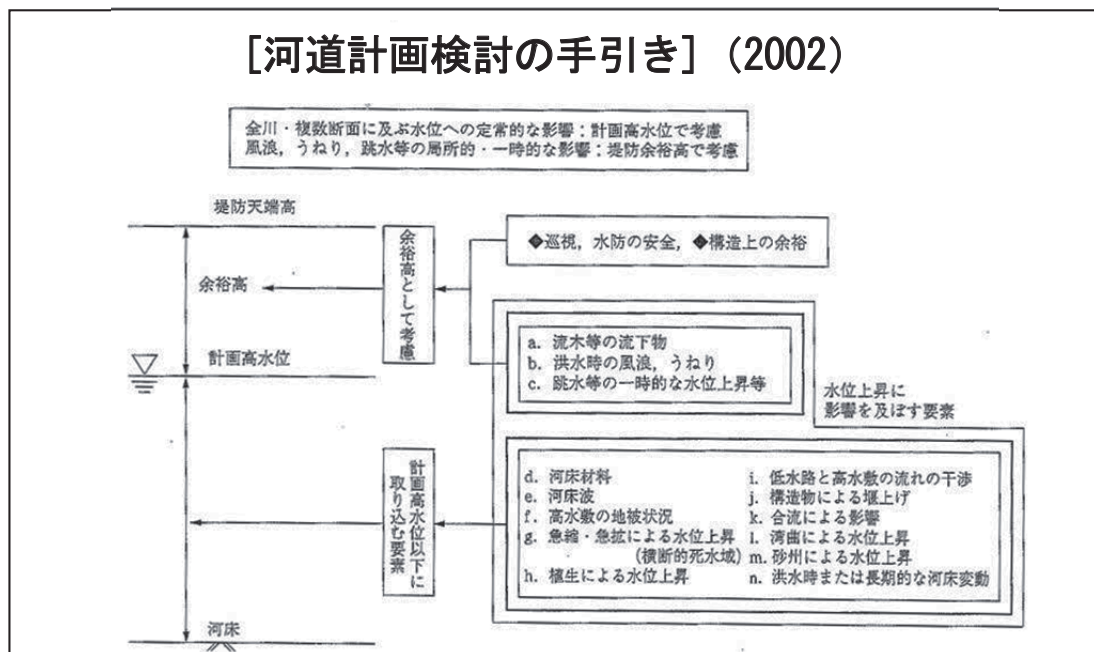 [河道計画検討の手引き]（2002）
全川・複数断面に及ぶ水位への定常的な影響：計画高水位で考慮
風浪，うねり，跳水等の局所的・一時的な影響：堤防余裕高で考慮
堤防天端高
余裕高
計画高水位
河床
余裕高として考慮
◆巡視，水防の安全，◆構造上の余裕
a. 流木等の流下物
b. 洪水時の風浪，うねり
c. 跳水等の一時的な水位上昇等
水位上昇に
影響を及ぼす要素
計画高水位以下に
取り込む要素
d. 河床材料
e. 河床波
f. 高水敷の地被状況
g. 急縮・急拡による水位上昇
(横断的死水域)
h. 植生による水位上昇
i. 低水路と高水敷の流れの干渉
j. 構造物による堰上げ
k. 合流による影響
l. 湾曲による水位上昇
m. 砂州による水位上昇
n. 洪水時または長期的な河床変動